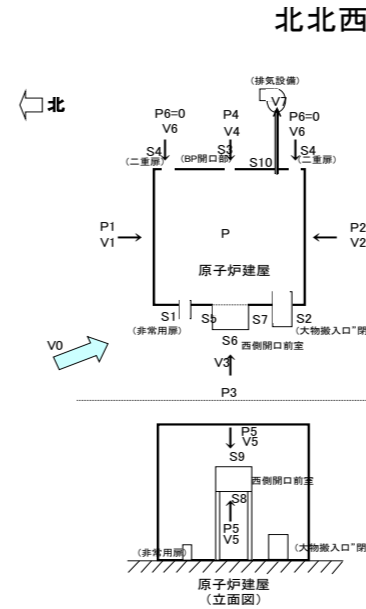 北北西
(排気設備)
北
V7
P6=0
V6
P4
V4
P6=0
V6
S4
(二重扉)
(BP開口部)
S3
S10
S4
(二重扉)
P1
V1
P
P2
V2
原子炉建屋
S1
(非常用扉)
S5
S7
S2
(大物搬入口"閉
S6
西側開口前室
V0
V3
P3
P5
V5
S9
西側開口前室
S8
P5
V5
(非常用扉)
(大物搬入口"閉
原子炉建屋
(立面図)